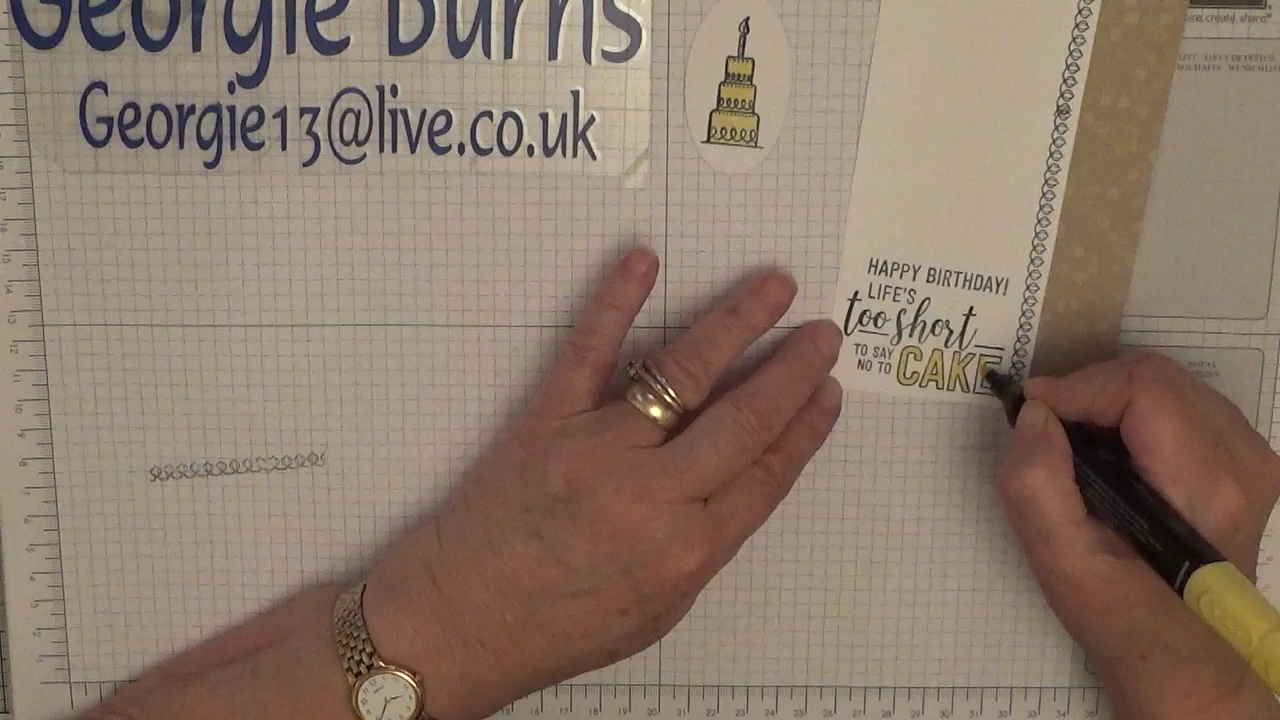 Georgie Burns
Georgie13@live.co.uk
HAPPY BIRTHDAY!
LIFE'S
too short
TO SAY
NO TO CAKE